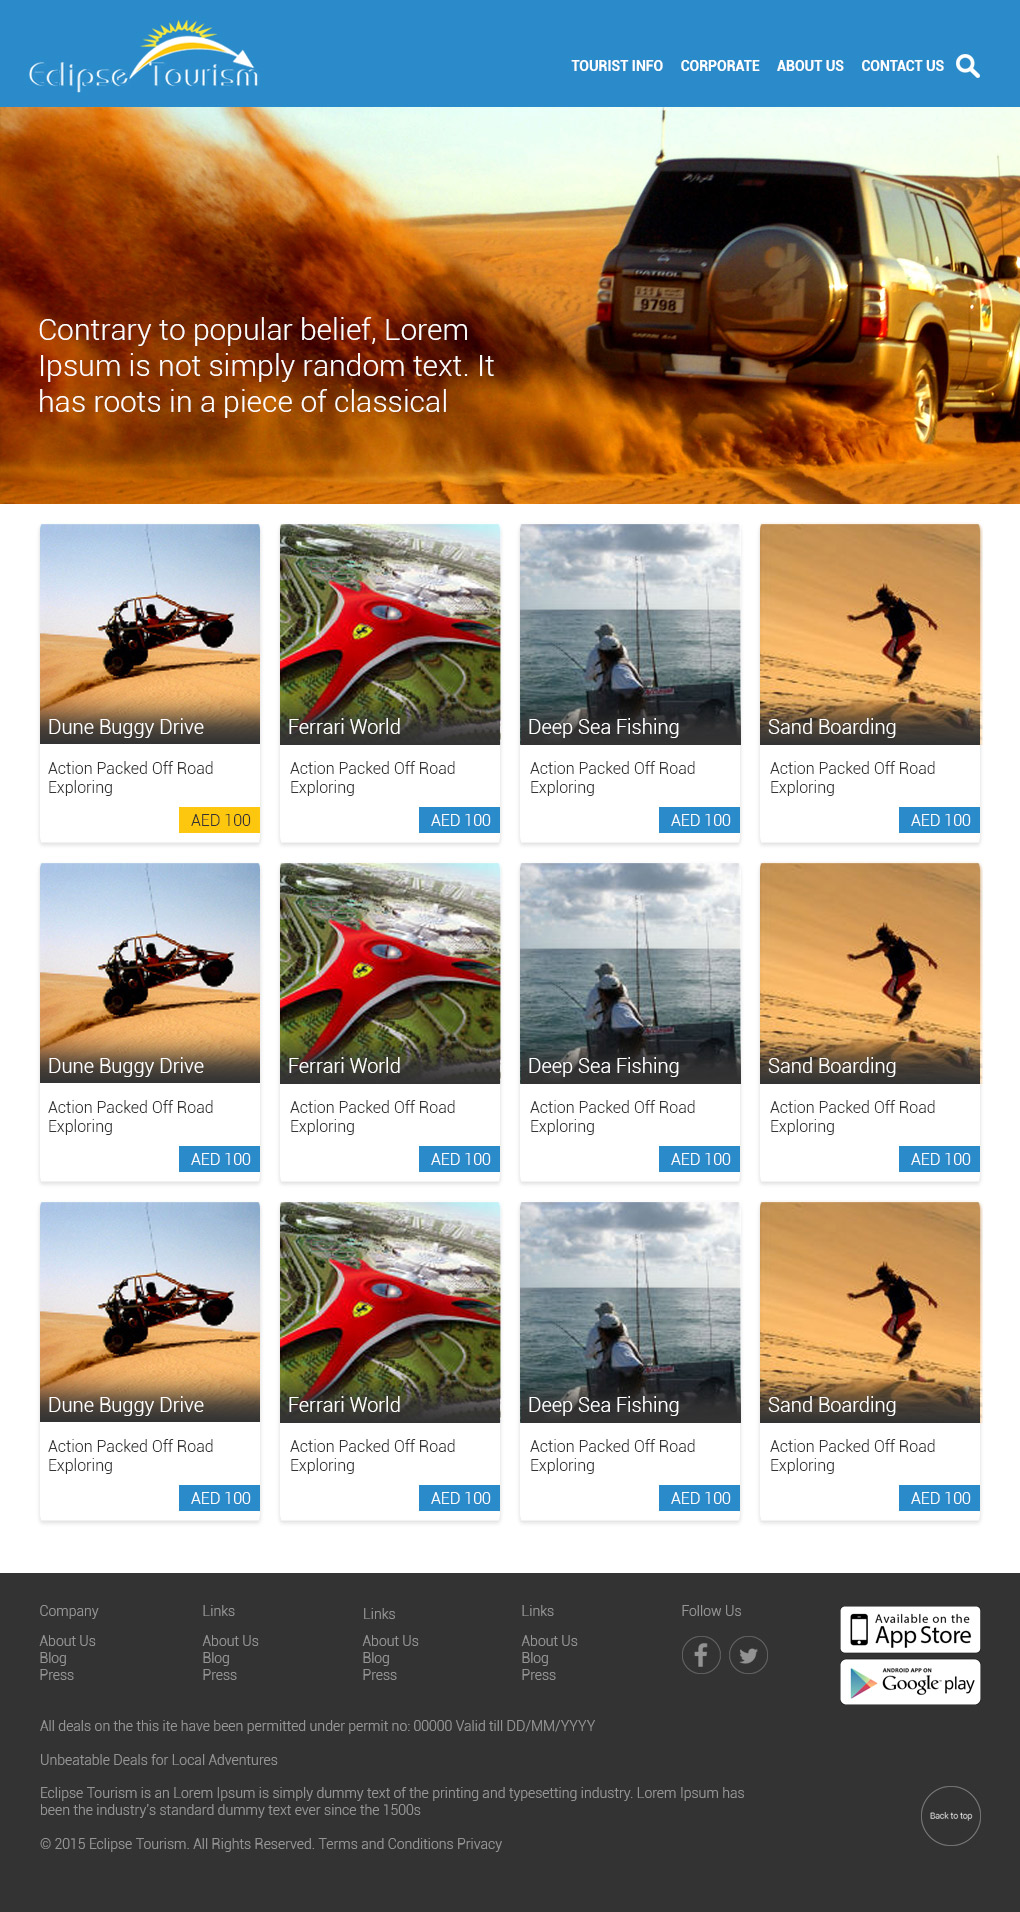 Eclipse Tourism
TOURIST INFO CORPORATE ABOUT US CONTACT US
PATROL
9798
SAFARI 4x4
Contrary to popular belief, Lorem
Ipsum is not simply random text. It
has roots in a piece of classical
Dune Buggy Drive
Action Packed Off Road
Exploring
AED 100
Ferrari World
Action Packed Off Road
Exploring
AED 100
Deep Sea Fishing
Action Packed Off Road
Exploring
AED 100
Sand Boarding
Action Packed Off Road
Exploring
AED 100
Dune Buggy Drive
Action Packed Off Road
Exploring
AED 100
Ferrari World
Action Packed Off Road
Exploring
AED 100
Deep Sea Fishing
Action Packed Off Road
Exploring
AED 100
Sand Boarding
Action Packed Off Road
Exploring
AED 100
Dune Buggy Drive
Action Packed Off Road
Exploring
AED 100
Ferrari World
Action Packed Off Road
Exploring
AED 100
Deep Sea Fishing
Action Packed Off Road
Exploring
AED 100
Sand Boarding
Action Packed Off Road
Exploring
AED 100
Company
About Us
Blog
Press
Links
About Us
Blog
Press
Links
About Us
Blog
Press
Links
About Us
Blog
Press
Follow Us
Available on the
App Store
ANDROID APP ON
Google play
All deals on the this ite have been permitted under permit no: 00000 Valid till DD/MM/YYYY
Unbeatable Deals for Local Adventures
Eclipse Tourism is an Lorem Ipsum is simply dummy text of the printing and typesetting industry. Lorem Ipsum has
been the industry's standard dummy text ever since the 1500s
Back to top
© 2015 Eclipse Tourism. All Rights Reserved. Terms and Conditions Privacy